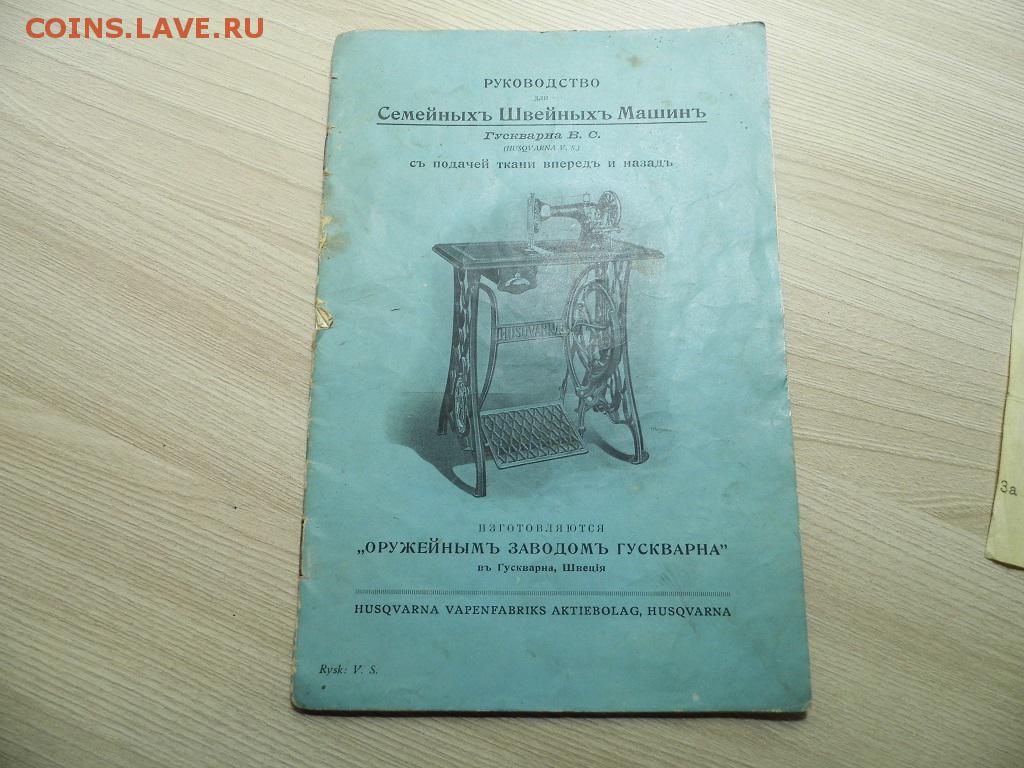 COINS.LAVE.RU
РУКОВОДСТВО
для
Семейныхъ Швейныхъ Машинъ
Гускварна В. С.
(HUSQVARNA V. S.)
съ подачей ткани впередъ и назадъ
HUSQVARNA
ИЗГОТОВЛЯЮТСЯ
„ОРУЖЕЙНЫМЪ ЗАВОДОМЪ ГУСКВАРНА”
въ Гускварна, Швеція
HUSQVARNA VAPENFABRIKS AKTIEBOLAG, HUSQVARNA
Rysk: V. S.
За